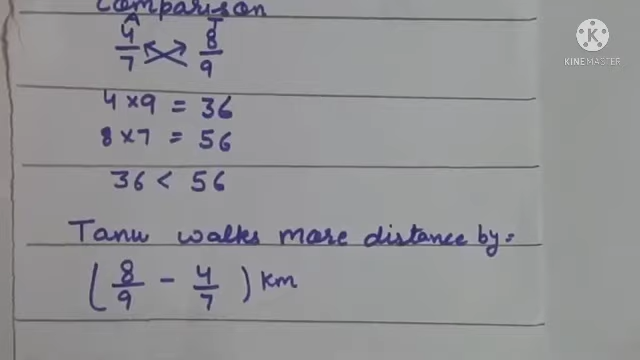 Comparison
A T
4/7 8/9
4 × 9 = 36
8 × 7 = 56
36 < 56
Tanu walks more distance by =
( 8/9 - 4/7 ) km
KINEMASTER